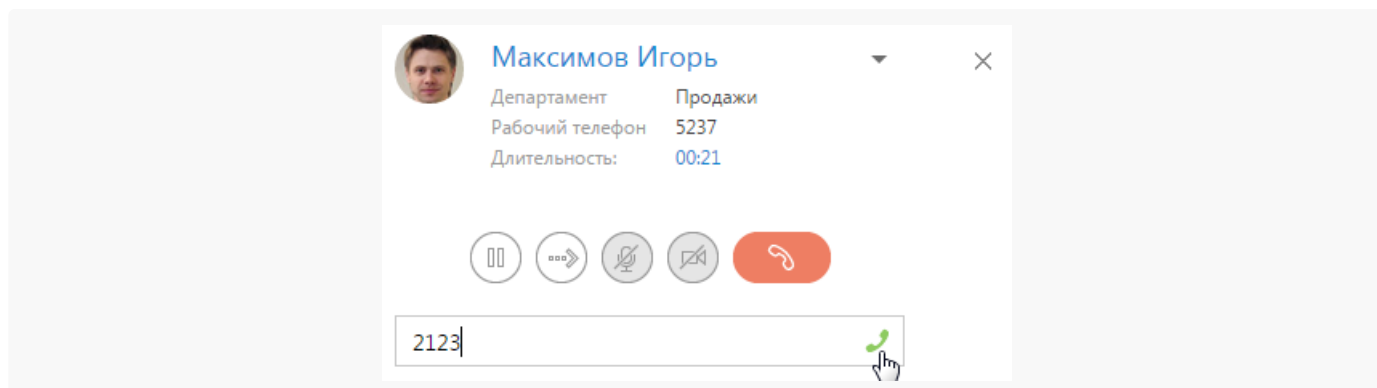 Максимов Игорь
Департамент Продажи
Рабочий телефон 5237
Длительность: 00:21
2123